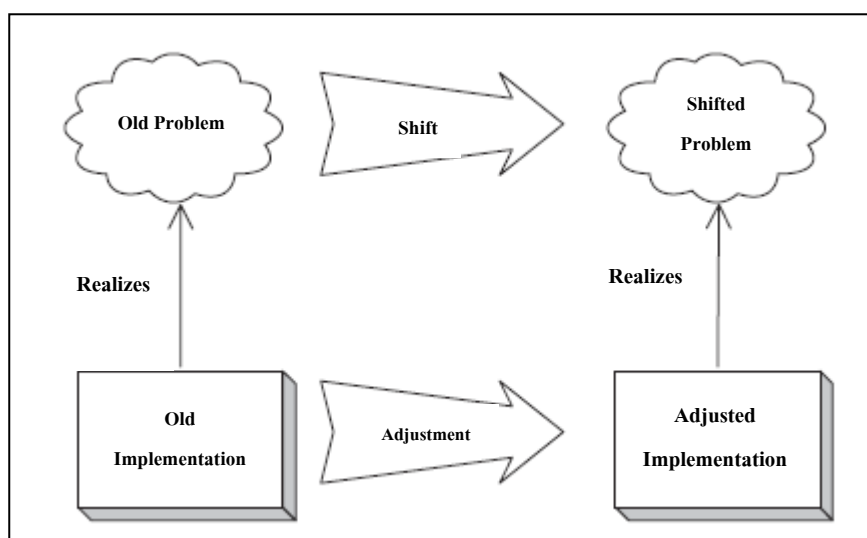 Old Problem
Shift
Shifted
Problem
Realizes
Realizes
Old
Implementation
Adjustment
Adjusted
Implementation